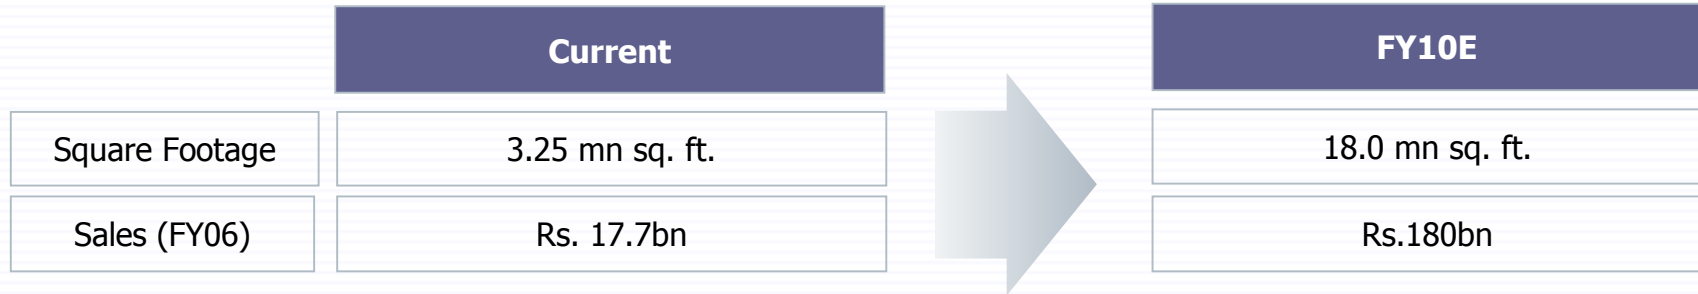 Current
FY10E
Square Footage
3.25 mn sq. ft.
18.0 mn sq. ft.
Sales (FY06)
Rs. 17.7bn
Rs.180bn